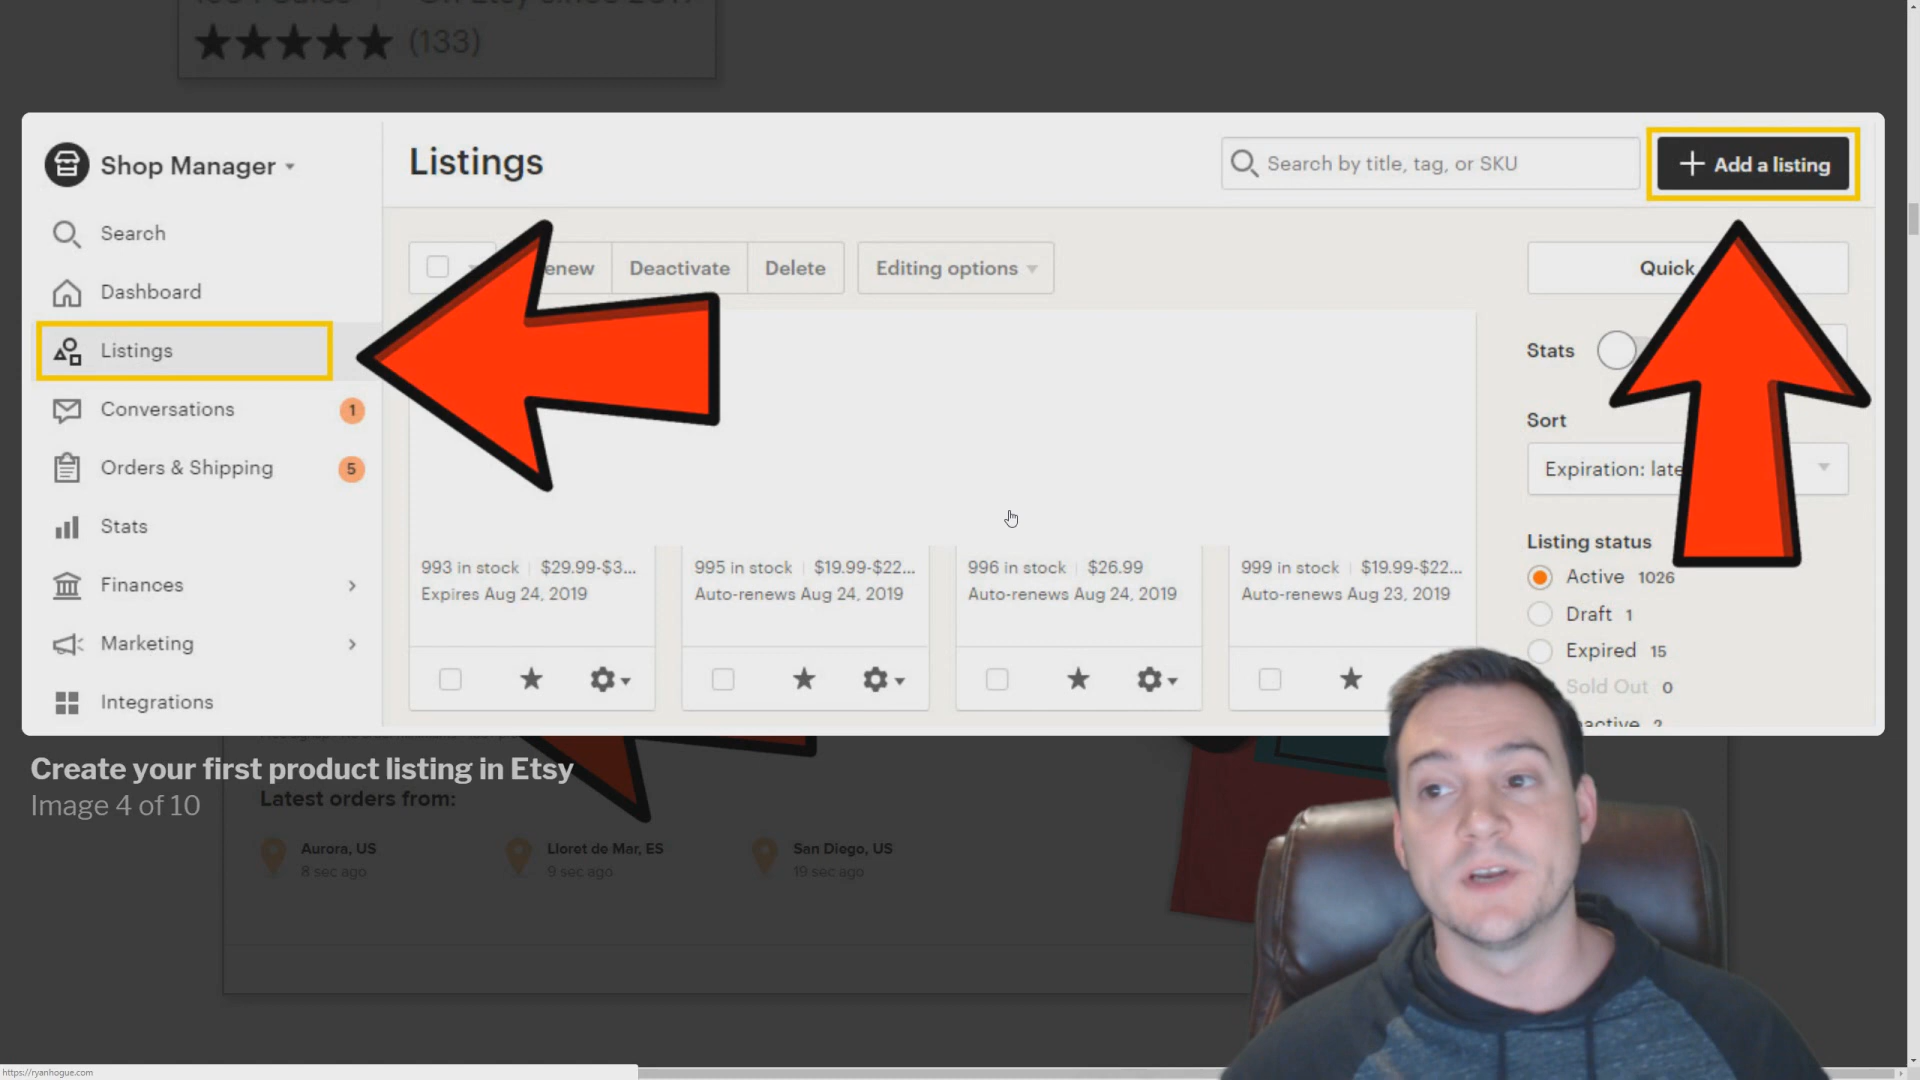 (133)
Shop Manager
Listings
Search by title, tag, or SKU
+ Add a listing
Search
Dashboard
Listings
Conversations 1
Orders & Shipping 5
Stats
Finances
Marketing
Integrations
enew Deactivate Delete Editing options
Quick
Stats
Sort
Expiration: late
Listing status
Active 1026
Draft 1
Expired 15
Sold Out 0
993 in stock $29.99-$3...
Expires Aug 24, 2019
995 in stock $19.99-$22...
Auto-renews Aug 24, 2019
996 in stock $26.99
Auto-renews Aug 24, 2019
999 in stock $19.99-$22...
Auto-renews Aug 23, 2019
Create your first product listing in Etsy
Image 4 of 10
Latest orders from:
Aurora, US
8 sec ago
Lloret de Mar, ES
9 sec ago
San Diego, US
19 sec ago
https://ryanhogue.com